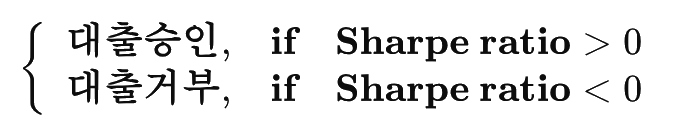 대출승인, if Sharpe ratio > 0
대출거부, if Sharpe ratio < 0